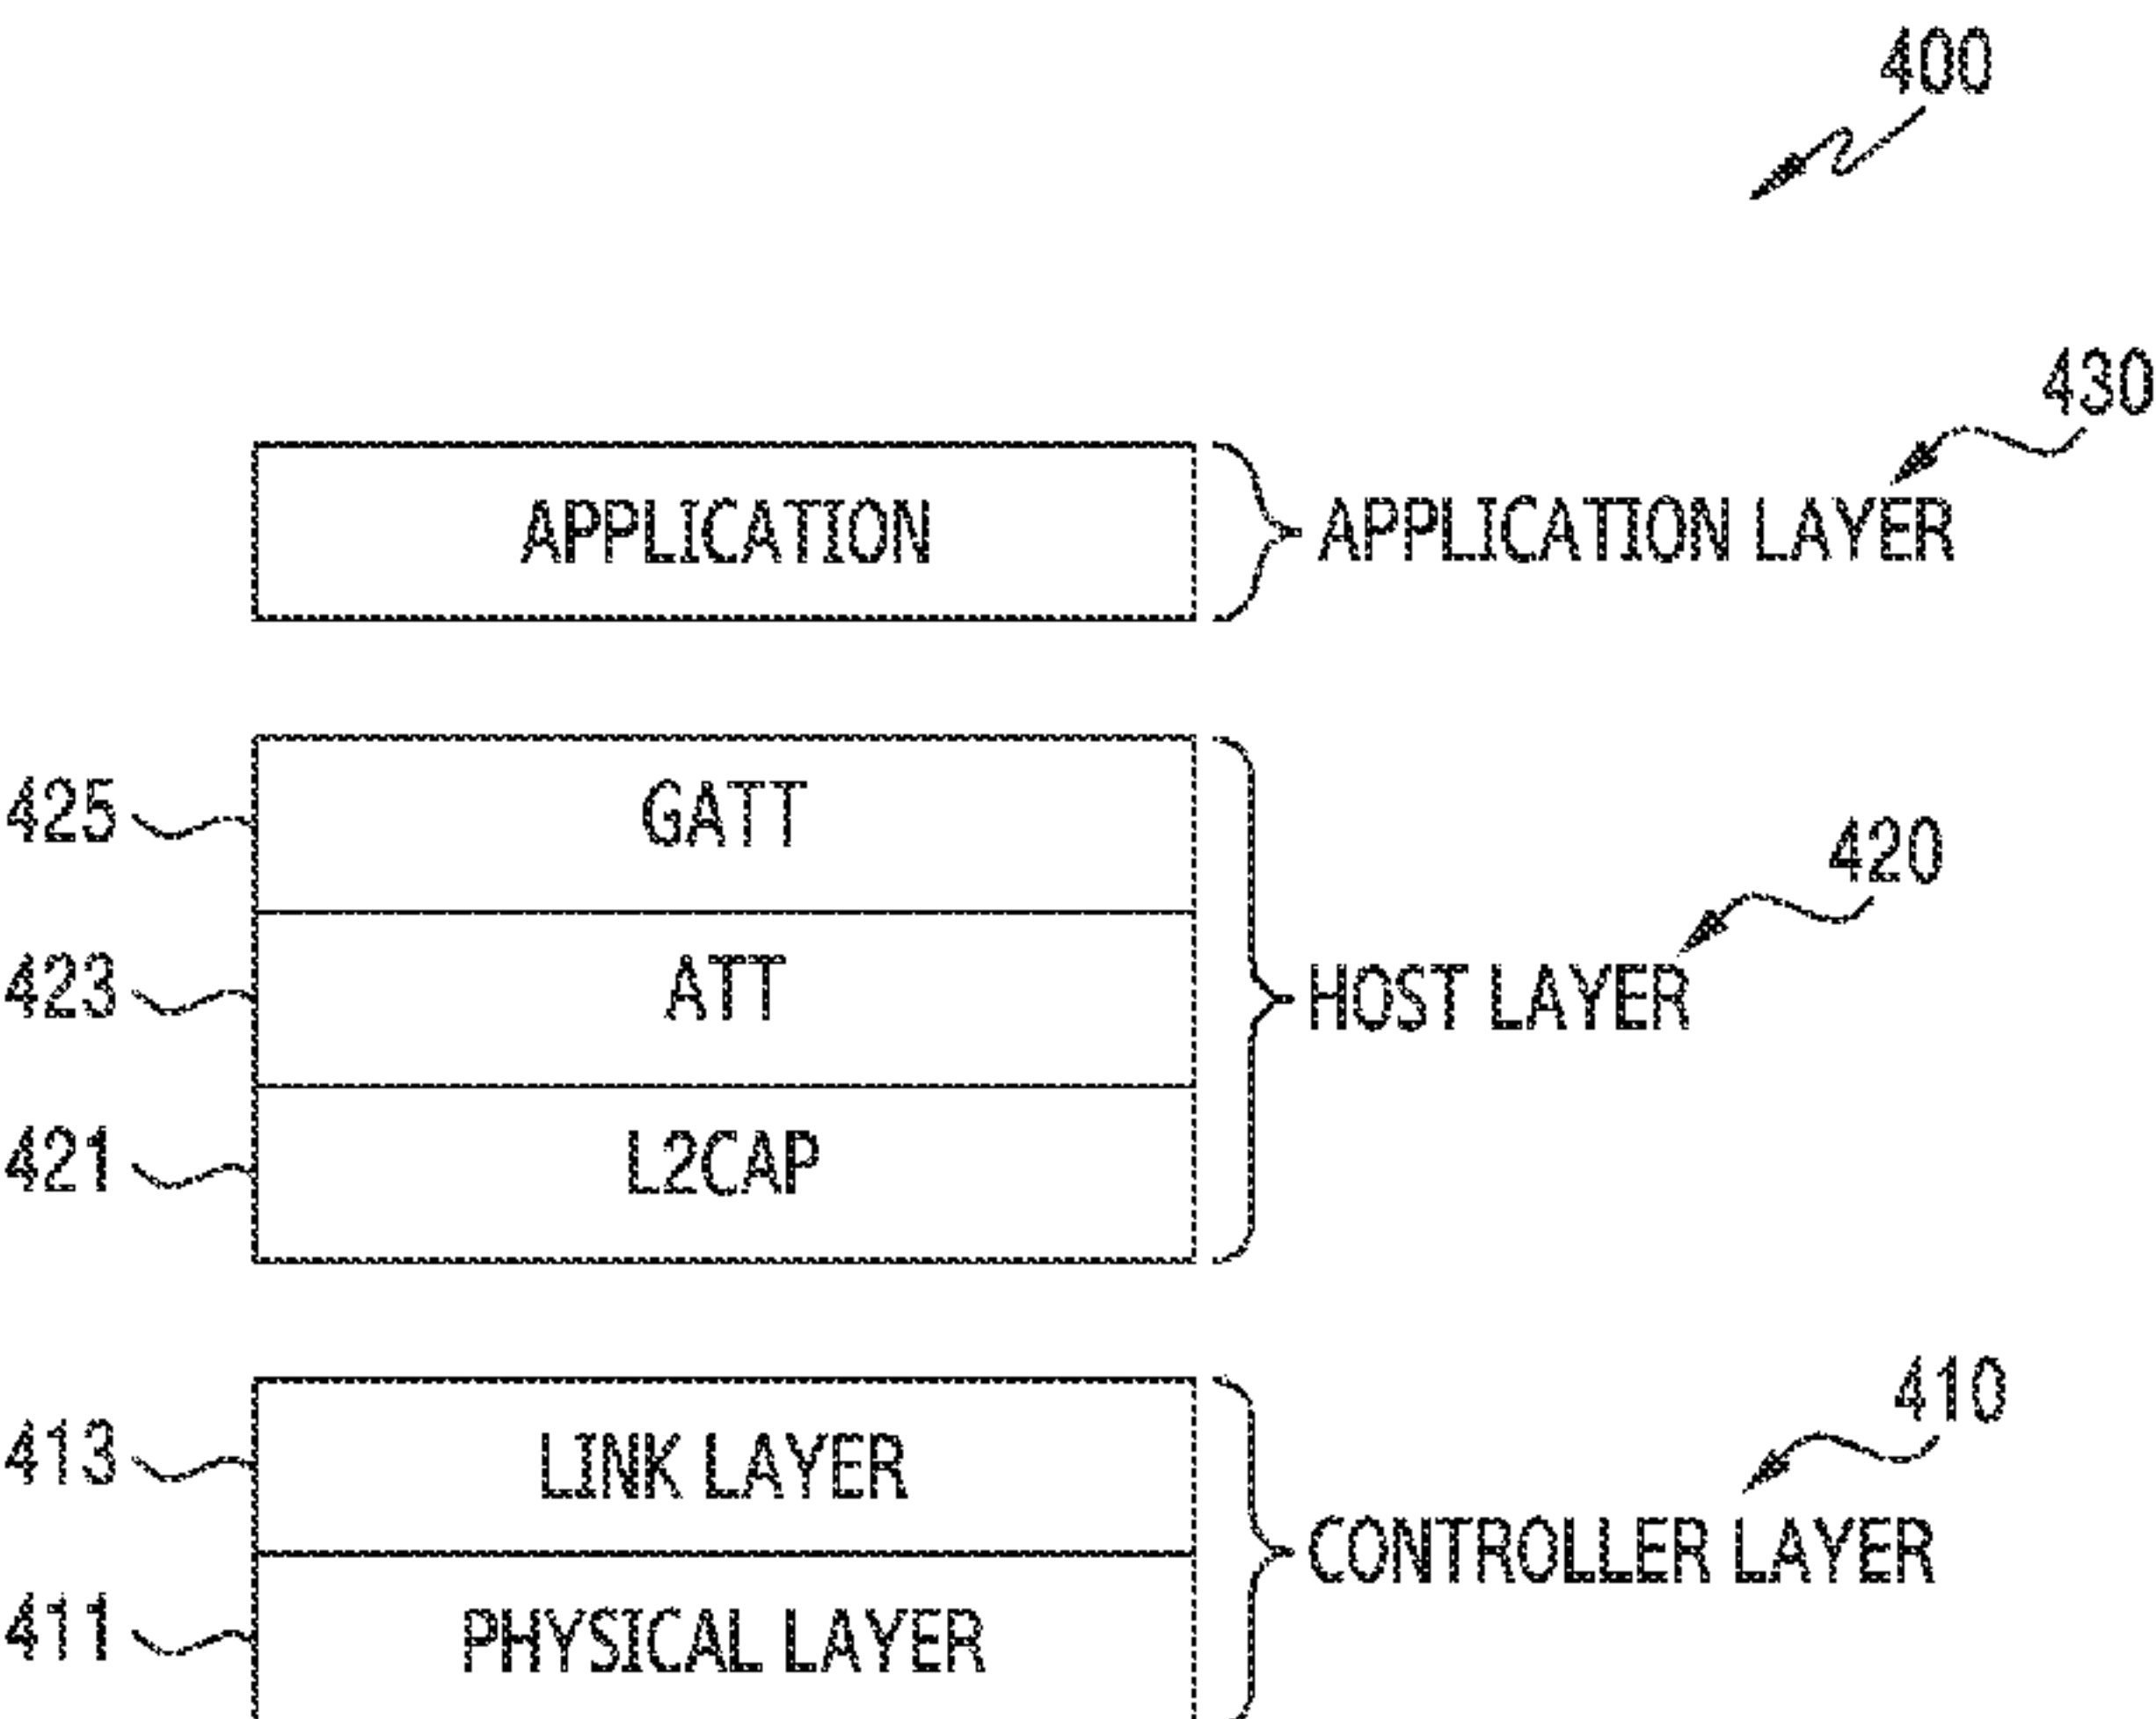 400
430
APPLICATION
APPLICATION LAYER
425
GATT
420
423
ATT
HOST LAYER
421
L2CAP
410
413
LINK LAYER
CONTROLLER LAYER
411
PHYSICAL LAYER